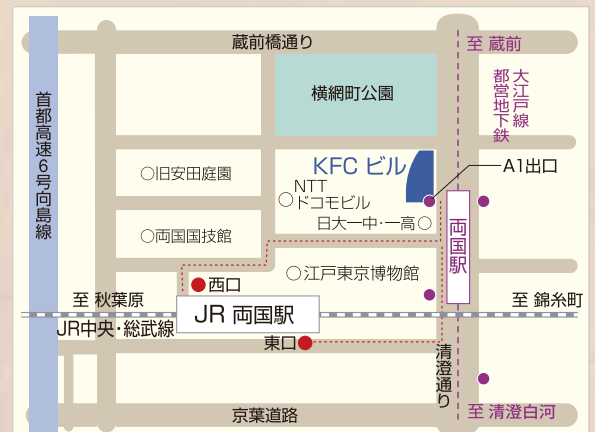 蔵前橋通り
至 蔵前
大江戸線
都営地下鉄
横網町公園
首都高速6号向島線
KFC ビル
A1出口
旧安田庭園
NTT
ドコモビル
日大一中・一高
両国国技館
両国駅
江戸東京博物館
西口
至 秋葉原
至 錦糸町
JR 両国駅
JR中央・総武線
東口
清澄通り
京葉道路
至 清澄白河